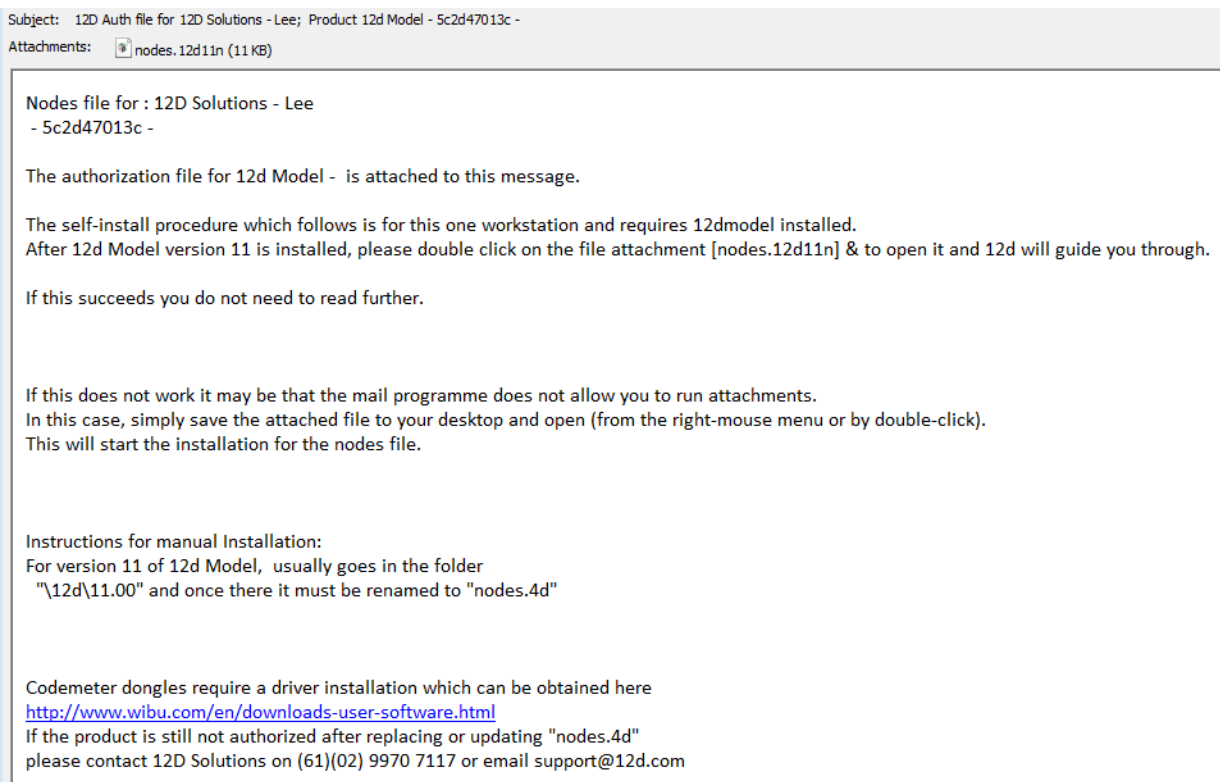 Subject: 12D Auth file for 12D Solutions - Lee; Product 12d Model - 5c2d47013c -
Attachments: nodes.12d11n (11 KB)
Nodes file for : 12D Solutions - Lee
- 5c2d47013c -
The authorization file for 12d Model - is attached to this message.
The self-install procedure which follows is for this one workstation and requires 12dmodel installed.
After 12d Model version 11 is installed, please double click on the file attachment [nodes.12d11n] & to open it and 12d will guide you through.
If this succeeds you do not need to read further.
If this does not work it may be that the mail programme does not allow you to run attachments.
In this case, simply save the attached file to your desktop and open (from the right-mouse menu or by double-click).
This will start the installation for the nodes file.
Instructions for manual Installation:
For version 11 of 12d Model, usually goes in the folder
"\12d\11.00" and once there it must be renamed to "nodes.4d"
Codemeter dongles require a driver installation which can be obtained here
http://www.wibu.com/en/downloads-user-software.html
If the product is still not authorized after replacing or updating "nodes.4d"
please contact 12D Solutions on (61)(02) 9970 7117 or email support@12d.com